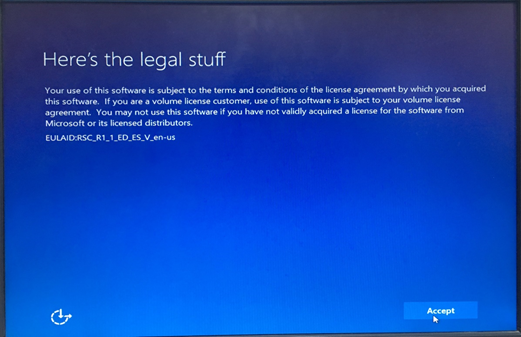 Here's the legal stuff
Your use of this software is subject to the terms and conditions of the license agreement by which you acquired
this software.  If you are a volume license customer, use of this software is subject to your volume license
agreement.  You may not use this software if you have not validly acquired a license for the software from
Microsoft or its licensed distributors.
EULAID:RSC_R1_1_ED_ES_V_en-us
Accept